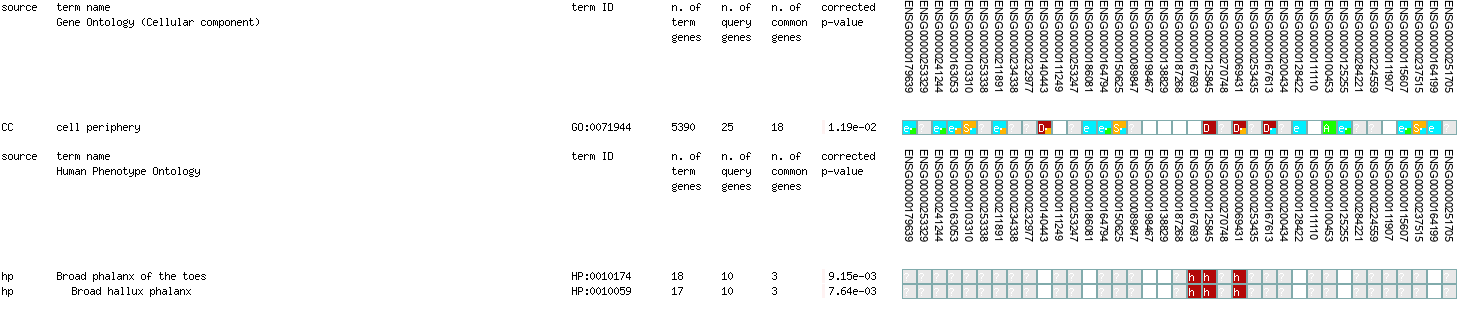 source term name term ID n. of term genes n. of query genes n. of common genes corrected p-value
Gene Ontology (Cellular component)
ENSG00000179639
ENSG00000253329
ENSG00000241244
ENSG00000163053
ENSG00000103310
ENSG00000253338
ENSG00000211891
ENSG00000234338
ENSG00000232977
ENSG00000140443
ENSG00000111249
ENSG00000253247
ENSG00000186081
ENSG00000164794
ENSG00000150625
ENSG00000089847
ENSG00000198467
ENSG00000138829
ENSG00000187268
ENSG00000167693
ENSG00000125845
ENSG00000270748
ENSG00000069431
ENSG00000253435
ENSG00000167613
ENSG00000200434
ENSG00000128422
ENSG00000111110
ENSG00000100453
ENSG00000125255
ENSG00000284221
ENSG00000224559
ENSG00000111907
ENSG00000115607
ENSG00000237515
ENSG00000164199
ENSG00000251705
CC cell periphery GO:0071944 5390 25 18 1.19e-02 e e e S e D e e S D D D e A e e S e
source term name term ID n. of term genes n. of query genes n. of common genes corrected p-value
Human Phenotype Ontology
ENSG00000179639
ENSG00000253329
ENSG00000241244
ENSG00000163053
ENSG00000103310
ENSG00000253338
ENSG00000211891
ENSG00000234338
ENSG00000232977
ENSG00000140443
ENSG00000111249
ENSG00000253247
ENSG00000186081
ENSG00000164794
ENSG00000150625
ENSG00000089847
ENSG00000198467
ENSG00000138829
ENSG00000187268
ENSG00000167693
ENSG00000125845
ENSG00000270748
ENSG00000069431
ENSG00000253435
ENSG00000167613
ENSG00000200434
ENSG00000128422
ENSG00000111110
ENSG00000100453
ENSG00000125255
ENSG00000284221
ENSG00000224559
ENSG00000111907
ENSG00000115607
ENSG00000237515
ENSG00000164199
ENSG00000251705
hp Broad phalanx of the toes HP:0010174 18 10 3 9.15e-03 h h h
hp Broad hallux phalanx HP:0010059 17 10 3 7.64e-03 h h h